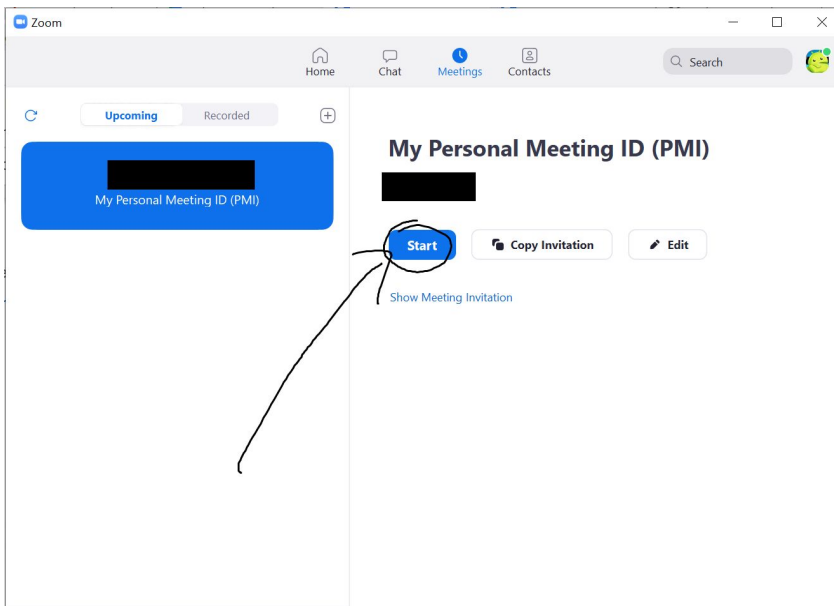 Zoom
Home Chat Meetings Contacts
Search
Upcoming Recorded
My Personal Meeting ID (PMI)
My Personal Meeting ID (PMI)
Start Copy Invitation Edit
Show Meeting Invitation